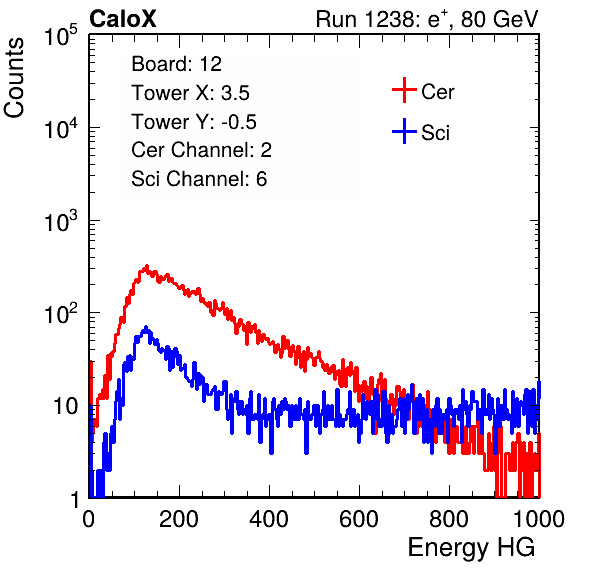 CaloX Run 1238: e⁺, 80 GeV
Counts
10⁵
10⁴
10³
10²
10
1
Board: 12
Tower X: 3.5
Tower Y: -0.5
Cer Channel: 2
Sci Channel: 6
Cer
Sci
0 200 400 600 800 1000
Energy HG